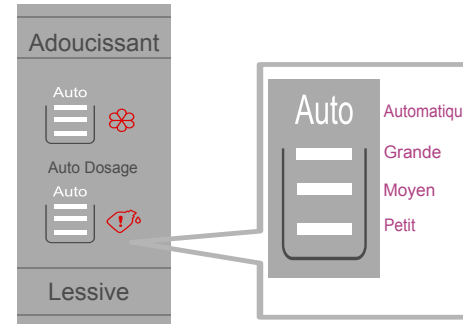 Adoucissant
Auto
Auto Dosage
Auto
Lessive
Auto
Automatiqu
Grande
Moyen
Petit